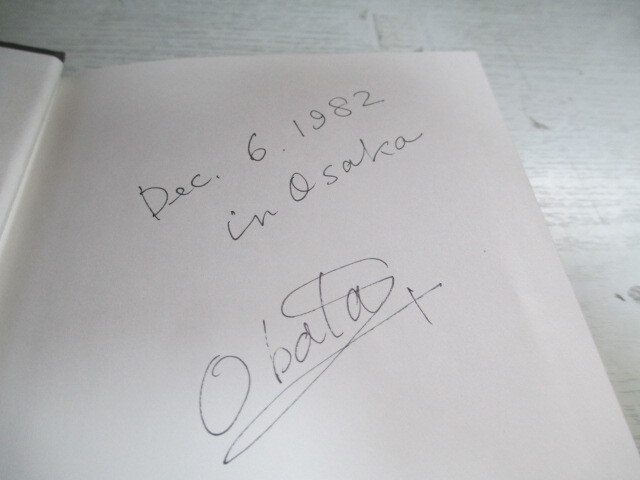 Dec. 6. 1982
in Osaka
Obata